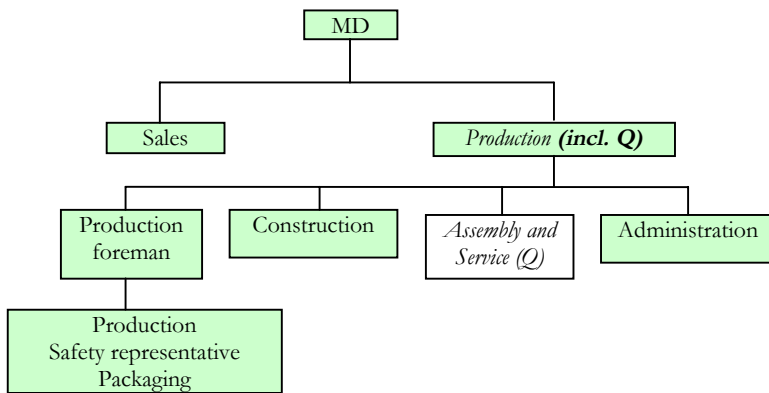 MD
Sales
Production (incl. Q)
Production
foreman
Construction
Assembly and
Service (Q)
Administration
Production
Safety representative
Packaging